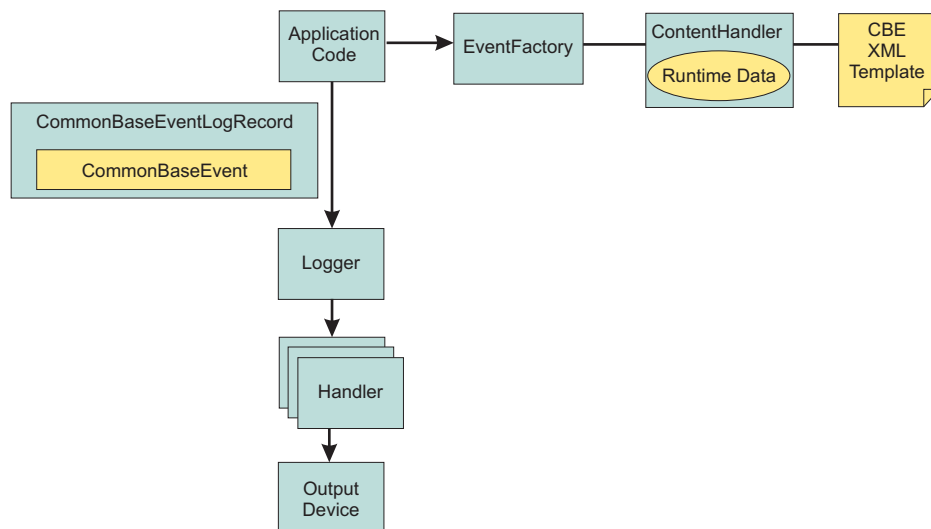 Application
Code
EventFactory
ContentHandler
Runtime Data
CBE
XML
Template
CommonBaseEventLogRecord
CommonBaseEvent
Logger
Handler
Output
Device